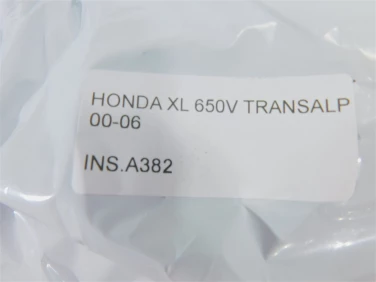 HONDA XL 650V TRANSALP
00-06
INS.A382